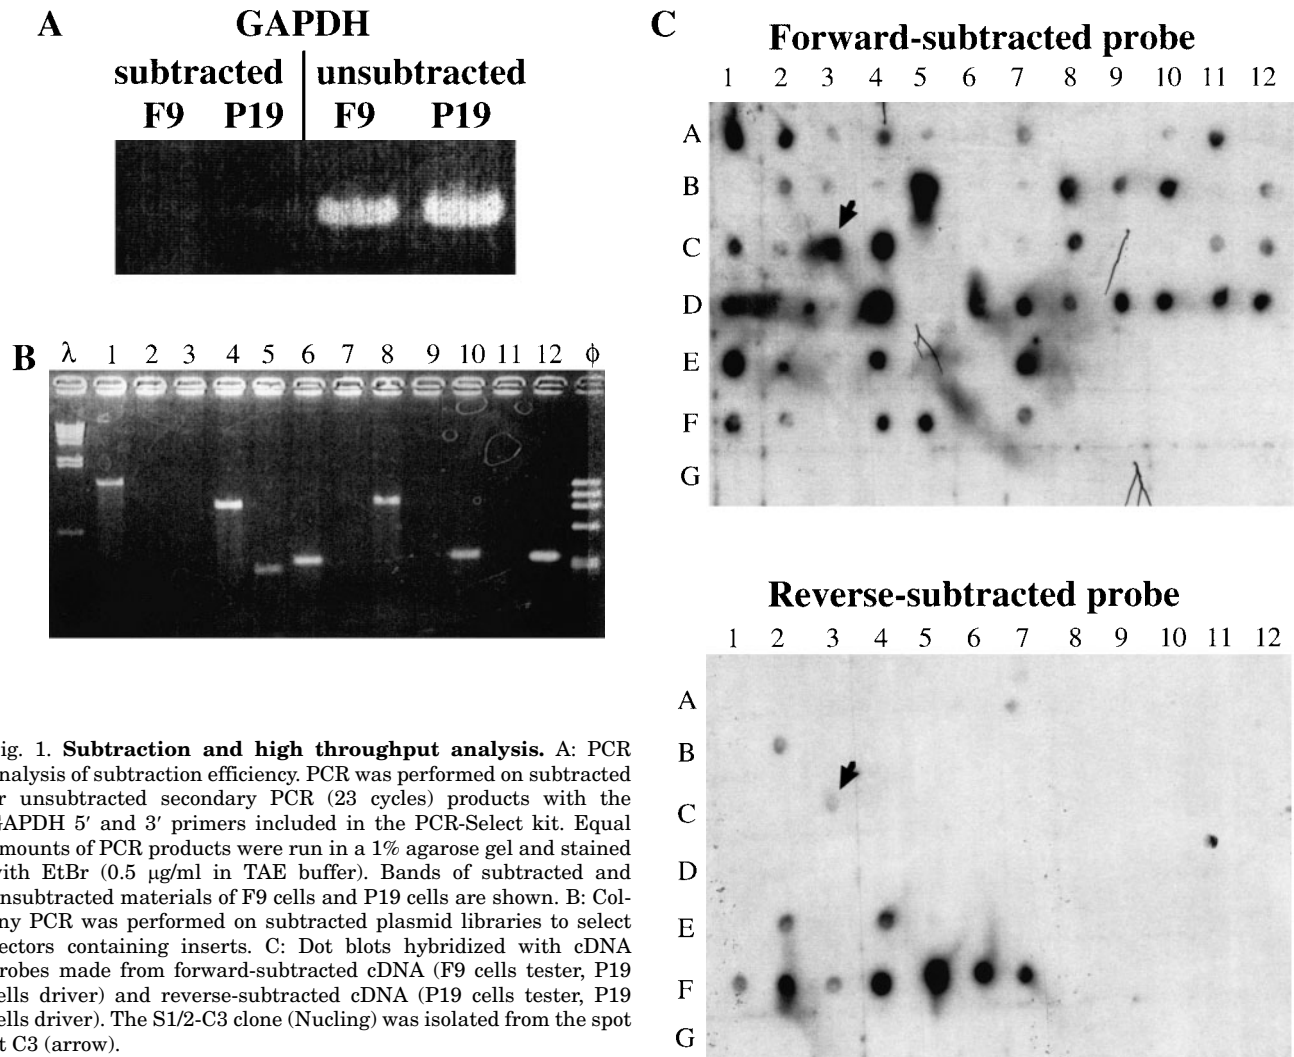 A
GAPDH
subtracted unsubtracted
F9 P19 F9 P19
B
λ 1 2 3 4 5 6 7 8 9 10 11 12 ϕ
C
Forward-subtracted probe
1 2 3 4 5 6 7 8 9 10 11 12
A
B
C
D
E
F
G
Reverse-subtracted probe
1 2 3 4 5 6 7 8 9 10 11 12
A
B
C
D
E
F
G
ig. 1. Subtraction and high throughput analysis. A: PCR
nalysis of subtraction efficiency. PCR was performed on subtracted
r unsubtracted secondary PCR (23 cycles) products with the
GAPDH 5′ and 3′ primers included in the PCR-Select kit. Equal
mounts of PCR products were run in a 1% agarose gel and stained
with EtBr (0.5 μg/ml in TAE buffer). Bands of subtracted and
nsubtracted materials of F9 cells and P19 cells are shown. B: Col-
ny PCR was performed on subtracted plasmid libraries to select
ectors containing inserts. C: Dot blots hybridized with cDNA
robes made from forward-subtracted cDNA (F9 cells tester, P19
ells driver) and reverse-subtracted cDNA (P19 cells tester, P19
ells driver). The S1/2-C3 clone (Nucling) was isolated from the spot
t C3 (arrow).